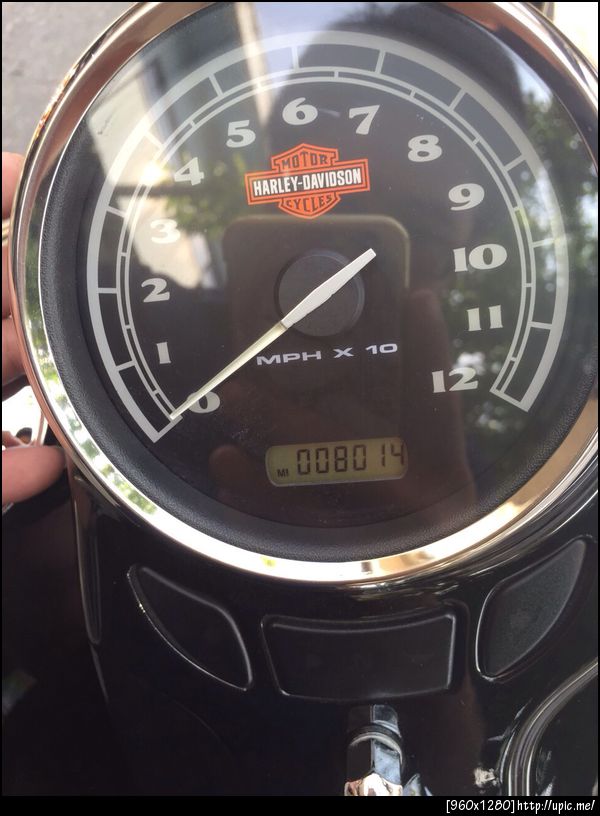 6
5
7
4
8
MOTOR
HARLEY-DAVIDSON
CYCLES
3
9
2
10
1
11
MPH X 10
0
12
MI 008014
[960x1280]http://upic.me/